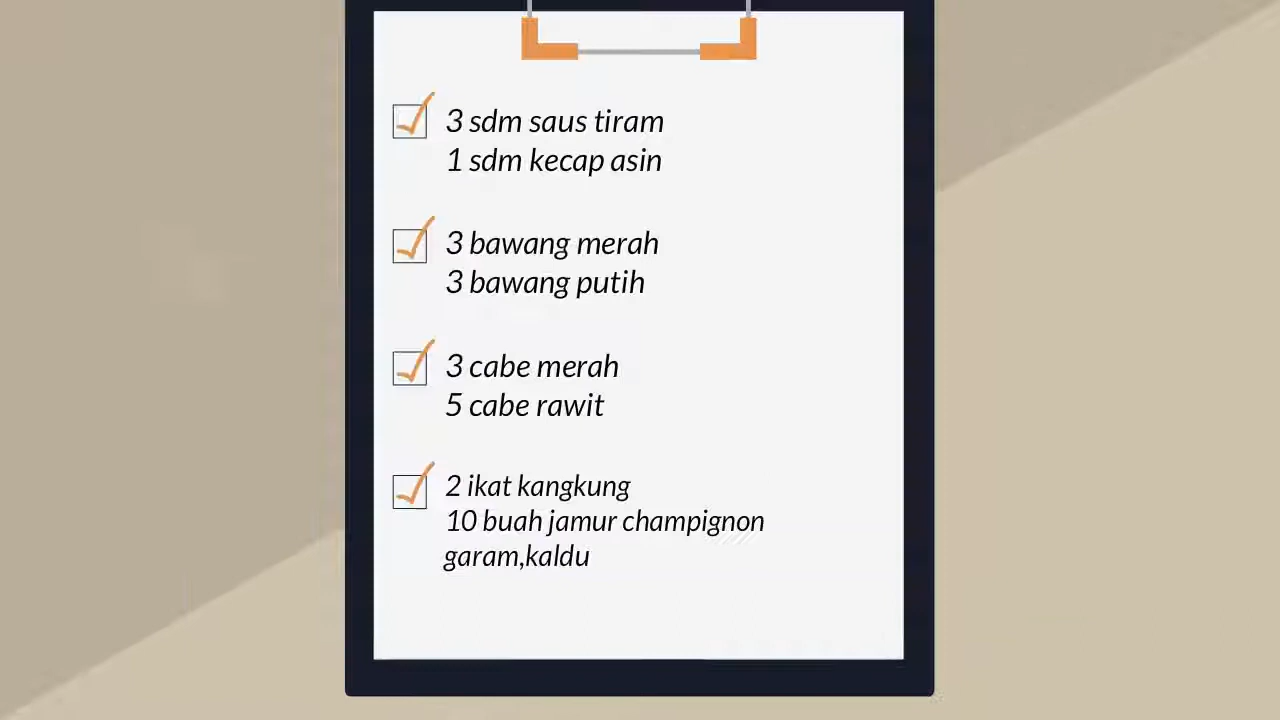 3 sdm saus tiram
1 sdm kecap asin
3 bawang merah
3 bawang putih
3 cabe merah
5 cabe rawit
2 ikat kangkung
10 buah jamur champignon
garam,kaldu